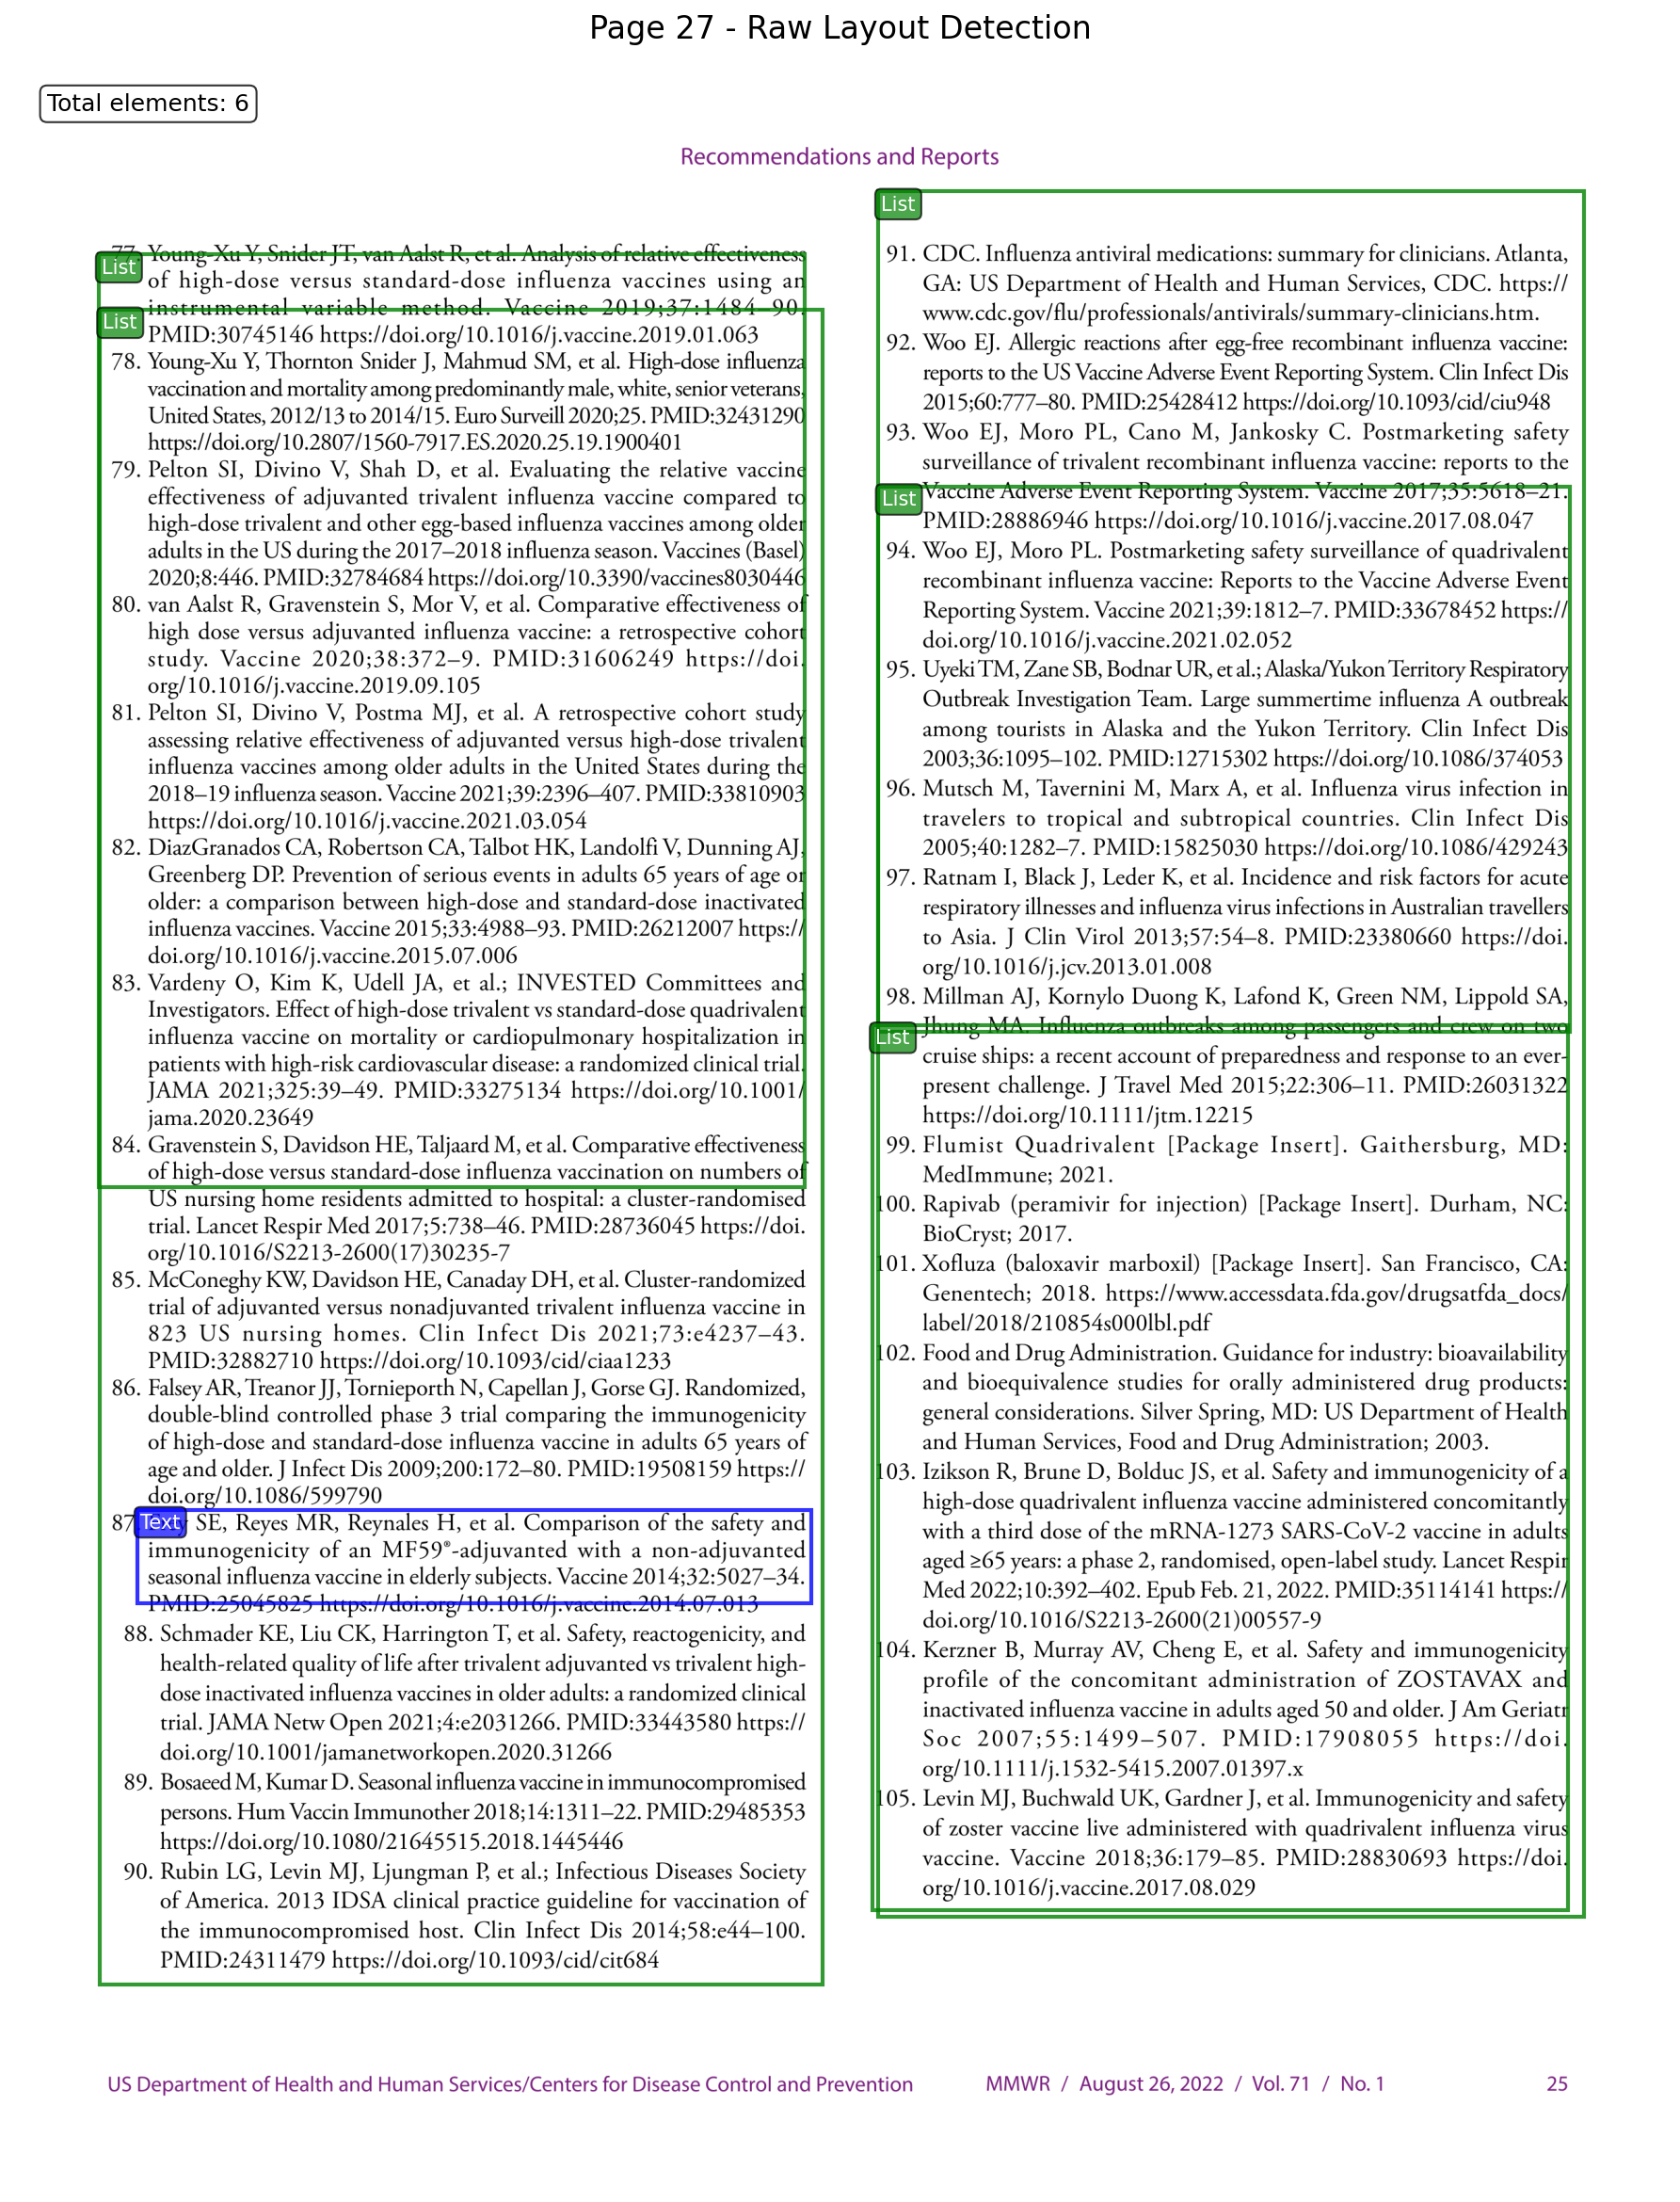 Page 27 - Raw Layout Detection
Total elements: 6
Recommendations and Reports
List
77. Young-Xu Y, Snider JT, van Aalst R, et al. Analysis of relative effectiveness
of high-dose versus standard-dose influenza vaccines using an
instrumental variable method. Vaccine 2019;37:1484–90.
List
PMID:30745146 https://doi.org/10.1016/j.vaccine.2019.01.063
78. Young-Xu Y, Thornton Snider J, Mahmud SM, et al. High-dose influenza
vaccination and mortality among predominantly male, white, senior veterans,
United States, 2012/13 to 2014/15. Euro Surveill 2020;25. PMID:32431290
https://doi.org/10.2807/1560-7917.ES.2020.25.19.1900401
79. Pelton SI, Divino V, Shah D, et al. Evaluating the relative vaccine
effectiveness of adjuvanted trivalent influenza vaccine compared to
high-dose trivalent and other egg-based influenza vaccines among older
adults in the US during the 2017–2018 influenza season. Vaccines (Basel)
2020;8:446. PMID:32784684 https://doi.org/10.3390/vaccines8030446
80. van Aalst R, Gravenstein S, Mor V, et al. Comparative effectiveness of
high dose versus adjuvanted influenza vaccine: a retrospective cohort
study. Vaccine 2020;38:372–9. PMID:31606249 https://doi.
org/10.1016/j.vaccine.2019.09.105
81. Pelton SI, Divino V, Postma MJ, et al. A retrospective cohort study
assessing relative effectiveness of adjuvanted versus high-dose trivalent
influenza vaccines among older adults in the United States during the
2018–19 influenza season. Vaccine 2021;39:2396–407. PMID:33810903
https://doi.org/10.1016/j.vaccine.2021.03.054
82. DiazGranados CA, Robertson CA, Talbot HK, Landolfi V, Dunning AJ,
Greenberg DP. Prevention of serious events in adults 65 years of age or
older: a comparison between high-dose and standard-dose inactivated
influenza vaccines. Vaccine 2015;33:4988–93. PMID:26212007 https://
doi.org/10.1016/j.vaccine.2015.07.006
83. Vardeny O, Kim K, Udell JA, et al.; INVESTED Committees and
Investigators. Effect of high-dose trivalent vs standard-dose quadrivalent
influenza vaccine on mortality or cardiopulmonary hospitalization in
patients with high-risk cardiovascular disease: a randomized clinical trial.
JAMA 2021;325:39–49. PMID:33275134 https://doi.org/10.1001/
jama.2020.23649
84. Gravenstein S, Davidson HE, Taljaard M, et al. Comparative effectiveness
of high-dose versus standard-dose influenza vaccination on numbers of
US nursing home residents admitted to hospital: a cluster-randomised
trial. Lancet Respir Med 2017;5:738–46. PMID:28736045 https://doi.
org/10.1016/S2213-2600(17)30235-7
85. McConeghy KW, Davidson HE, Canaday DH, et al. Cluster-randomized
trial of adjuvanted versus nonadjuvanted trivalent influenza vaccine in
823 US nursing homes. Clin Infect Dis 2021;73:e4237–43.
PMID:32882710 https://doi.org/10.1093/cid/ciaa1233
86. Falsey AR, Treanor JJ, Tornieporth N, Capellan J, Gorse GJ. Randomized,
double-blind controlled phase 3 trial comparing the immunogenicity
of high-dose and standard-dose influenza vaccine in adults 65 years of
age and older. J Infect Dis 2009;200:172–80. PMID:19508159 https://
doi.org/10.1086/599790
87 Text SE, Reyes MR, Reynales H, et al. Comparison of the safety and
immunogenicity of an MF59®-adjuvanted with a non-adjuvanted
seasonal influenza vaccine in elderly subjects. Vaccine 2014;32:5027–34.
PMID:25045825 https://doi.org/10.1016/j.vaccine.2014.07.013
88. Schmader KE, Liu CK, Harrington T, et al. Safety, reactogenicity, and
health-related quality of life after trivalent adjuvanted vs trivalent high-
dose inactivated influenza vaccines in older adults: a randomized clinical
trial. JAMA Netw Open 2021;4:e2031266. PMID:33443580 https://
doi.org/10.1001/jamanetworkopen.2020.31266
89. Bosaeed M, Kumar D. Seasonal influenza vaccine in immunocompromised
persons. Hum Vaccin Immunother 2018;14:1311–22. PMID:29485353
https://doi.org/10.1080/21645515.2018.1445446
90. Rubin LG, Levin MJ, Ljungman P, et al.; Infectious Diseases Society
of America. 2013 IDSA clinical practice guideline for vaccination of
the immunocompromised host. Clin Infect Dis 2014;58:e44–100.
PMID:24311479 https://doi.org/10.1093/cid/cit684
List
91. CDC. Influenza antiviral medications: summary for clinicians. Atlanta,
GA: US Department of Health and Human Services, CDC. https://
www.cdc.gov/flu/professionals/antivirals/summary-clinicians.htm.
92. Woo EJ. Allergic reactions after egg-free recombinant influenza vaccine:
reports to the US Vaccine Adverse Event Reporting System. Clin Infect Dis
2015;60:777–80. PMID:25428412 https://doi.org/10.1093/cid/ciu948
93. Woo EJ, Moro PL, Cano M, Jankosky C. Postmarketing safety
surveillance of trivalent recombinant influenza vaccine: reports to the
List
Vaccine Adverse Event Reporting System. Vaccine 2017;35:5618–21.
PMID:28886946 https://doi.org/10.1016/j.vaccine.2017.08.047
94. Woo EJ, Moro PL. Postmarketing safety surveillance of quadrivalent
recombinant influenza vaccine: Reports to the Vaccine Adverse Event
Reporting System. Vaccine 2021;39:1812–7. PMID:33678452 https://
doi.org/10.1016/j.vaccine.2021.02.052
95. Uyeki TM, Zane SB, Bodnar UR, et al.; Alaska/Yukon Territory Respiratory
Outbreak Investigation Team. Large summertime influenza A outbreak
among tourists in Alaska and the Yukon Territory. Clin Infect Dis
2003;36:1095–102. PMID:12715302 https://doi.org/10.1086/374053
96. Mutsch M, Tavernini M, Marx A, et al. Influenza virus infection in
travelers to tropical and subtropical countries. Clin Infect Dis
2005;40:1282–7. PMID:15825030 https://doi.org/10.1086/429243
97. Ratnam I, Black J, Leder K, et al. Incidence and risk factors for acute
respiratory illnesses and influenza virus infections in Australian travellers
to Asia. J Clin Virol 2013;57:54–8. PMID:23380660 https://doi.
org/10.1016/j.jcv.2013.01.008
98. Millman AJ, Kornylo Duong K, Lafond K, Green NM, Lippold SA,
List
Jhung MA. Influenza outbreaks among passengers and crew on two
cruise ships: a recent account of preparedness and response to an ever-
present challenge. J Travel Med 2015;22:306–11. PMID:26031322
https://doi.org/10.1111/jtm.12215
99. Flumist Quadrivalent [Package Insert]. Gaithersburg, MD:
MedImmune; 2021.
100. Rapivab (peramivir for injection) [Package Insert]. Durham, NC:
BioCryst; 2017.
101. Xofluza (baloxavir marboxil) [Package Insert]. San Francisco, CA:
Genentech; 2018. https://www.accessdata.fda.gov/drugsatfda_docs/
label/2018/210854s000lbl.pdf
102. Food and Drug Administration. Guidance for industry: bioavailability
and bioequivalence studies for orally administered drug products:
general considerations. Silver Spring, MD: US Department of Health
and Human Services, Food and Drug Administration; 2003.
103. Izikson R, Brune D, Bolduc JS, et al. Safety and immunogenicity of a
high-dose quadrivalent influenza vaccine administered concomitantly
with a third dose of the mRNA-1273 SARS-CoV-2 vaccine in adults
aged ≥65 years: a phase 2, randomised, open-label study. Lancet Respir
Med 2022;10:392–402. Epub Feb. 21, 2022. PMID:35114141 https://
doi.org/10.1016/S2213-2600(21)00557-9
104. Kerzner B, Murray AV, Cheng E, et al. Safety and immunogenicity
profile of the concomitant administration of ZOSTAVAX and
inactivated influenza vaccine in adults aged 50 and older. J Am Geriatr
Soc 2007;55:1499–507. PMID:17908055 https://doi.
org/10.1111/j.1532-5415.2007.01397.x
105. Levin MJ, Buchwald UK, Gardner J, et al. Immunogenicity and safety
of zoster vaccine live administered with quadrivalent influenza virus
vaccine. Vaccine 2018;36:179–85. PMID:28830693 https://doi.
org/10.1016/j.vaccine.2017.08.029
US Department of Health and Human Services/Centers for Disease Control and Prevention MMWR / August 26, 2022 / Vol. 71 / No. 1 25